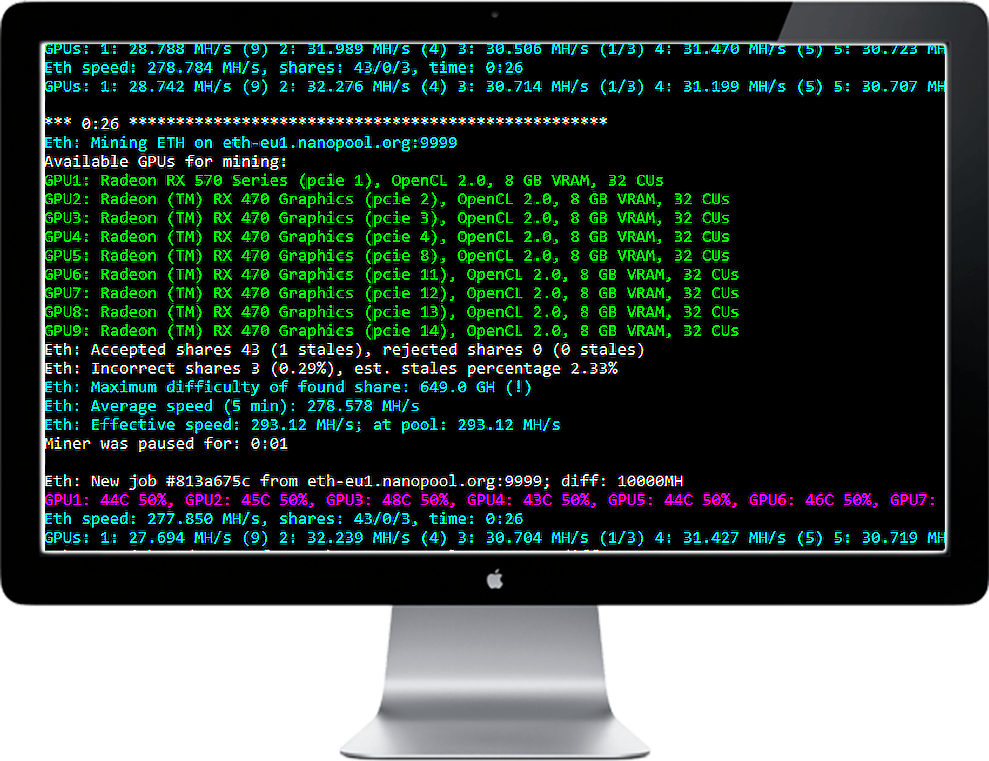 GPUs: 1: 28.788 MH/s (9) 2: 31.989 MH/s (4) 3: 30.506 MH/s (1/3) 4: 31.470 MH/s (5) 5: 30.723 MH
Eth speed: 278.784 MH/s, shares: 43/0/3, time: 0:26
GPUs: 1: 28.742 MH/s (9) 2: 32.276 MH/s (4) 3: 30.714 MH/s (1/3) 4: 31.199 MH/s (5) 5: 30.707 MH
*** 0:26 ***************************************************
Eth: Mining ETH on eth-eu1.nanopool.org:9999
Available GPUs for mining:
GPU1: Radeon RX 570 Series (pcie 1), OpenCL 2.0, 8 GB VRAM, 32 CUs
GPU2: Radeon (TM) RX 470 Graphics (pcie 2), OpenCL 2.0, 8 GB VRAM, 32 CUs
GPU3: Radeon (TM) RX 470 Graphics (pcie 3), OpenCL 2.0, 8 GB VRAM, 32 CUs
GPU4: Radeon (TM) RX 470 Graphics (pcie 4), OpenCL 2.0, 8 GB VRAM, 32 CUs
GPU5: Radeon (TM) RX 470 Graphics (pcie 8), OpenCL 2.0, 8 GB VRAM, 32 CUs
GPU6: Radeon (TM) RX 470 Graphics (pcie 11), OpenCL 2.0, 8 GB VRAM, 32 CUs
GPU7: Radeon (TM) RX 470 Graphics (pcie 12), OpenCL 2.0, 8 GB VRAM, 32 CUs
GPU8: Radeon (TM) RX 470 Graphics (pcie 13), OpenCL 2.0, 8 GB VRAM, 32 CUs
GPU9: Radeon (TM) RX 470 Graphics (pcie 14), OpenCL 2.0, 8 GB VRAM, 32 CUs
Eth: Accepted shares 43 (1 stales), rejected shares 0 (0 stales)
Eth: Incorrect shares 3 (0.29%), est. stales percentage 2.33%
Eth: Maximum difficulty of found share: 649.0 GH (!)
Eth: Average speed (5 min): 278.578 MH/s
Eth: Effective speed: 293.12 MH/s; at pool: 293.12 MH/s
Miner was paused for: 0:01
Eth: New job #813a675c from eth-eu1.nanopool.org:9999; diff: 10000MH
GPU1: 44C 50%, GPU2: 45C 50%, GPU3: 48C 50%, GPU4: 43C 50%, GPU5: 44C 50%, GPU6: 46C 50%, GPU7:
Eth speed: 277.850 MH/s, shares: 43/0/3, time: 0:26
GPUs: 1: 27.694 MH/s (9) 2: 32.239 MH/s (4) 3: 30.704 MH/s (1/3) 4: 31.427 MH/s (5) 5: 30.719 MH